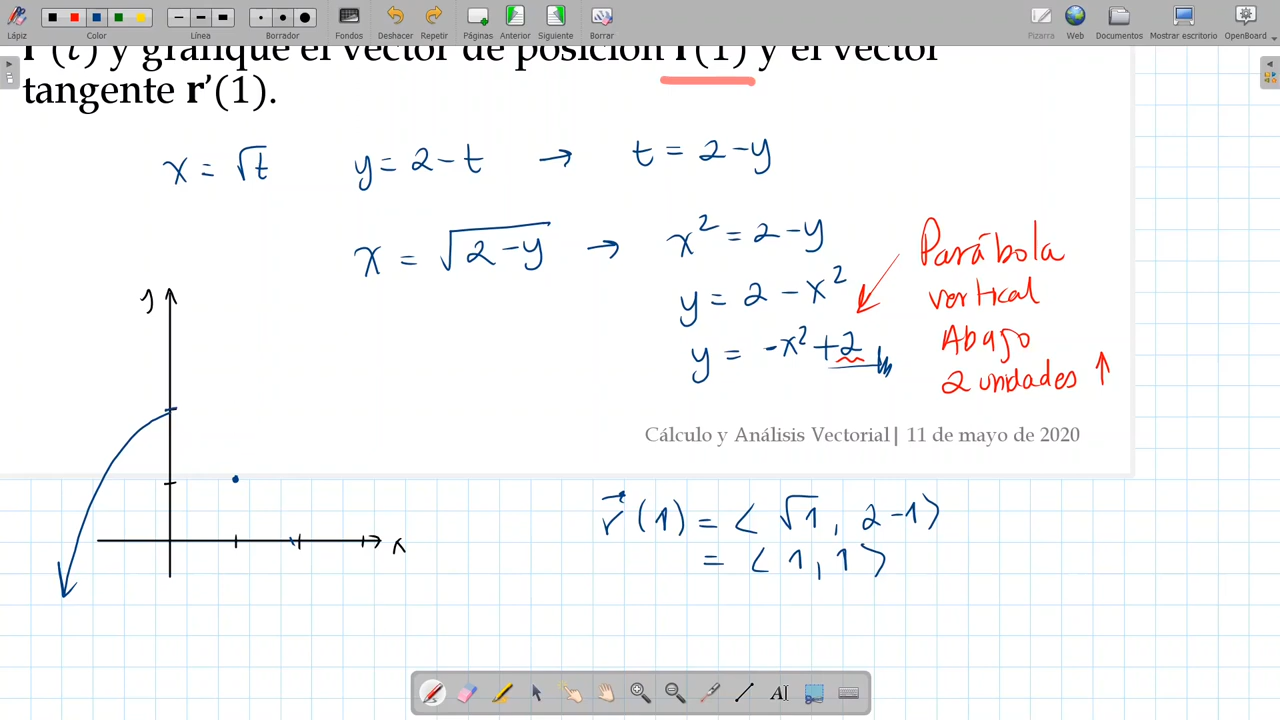 Color
Línea
Borrador
Fondos
Deshacer
Repetir
Páginas
Anterior
Siguiente
Borrar
Pizarra
Web
Documentos
Mostrar escritorio
OpenBoard
Lápiz
r'(t) y grafique el vector de posición r(1) y el vector
tangente r'(1).
x = √t    y = 2 - t → t = 2 - y
x = √(2 - y) → x² = 2 - y
y = 2 - x²
y = -x² + 2
Parábola
vertical
Abajo
2 unidades ↑
Cálculo y Análisis Vectorial| 11 de mayo de 2020
y
x
r⃗(1) = ⟨√1, 2 - 1⟩
= ⟨1, 1⟩
A